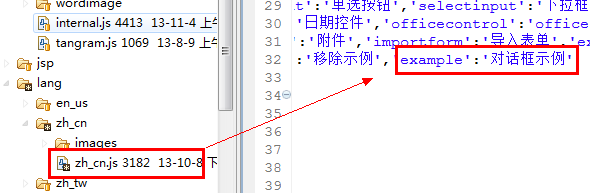 wordimage
internal.js 4413 13-11-4 上
tangram.js 1069 13-8-9 上
jsp
lang
en_us
zh_cn
images
zh_cn.js 3182 13-10-8 下
zh_tw
29 t':'单选按钮','selectinput':'下拉框
30 '日期控件','officecontrol':'office
31 :'附件','importform':'导入表单','e
32 :'移除示例','example':'对话框示例'
33
34
35
36
37
38
39